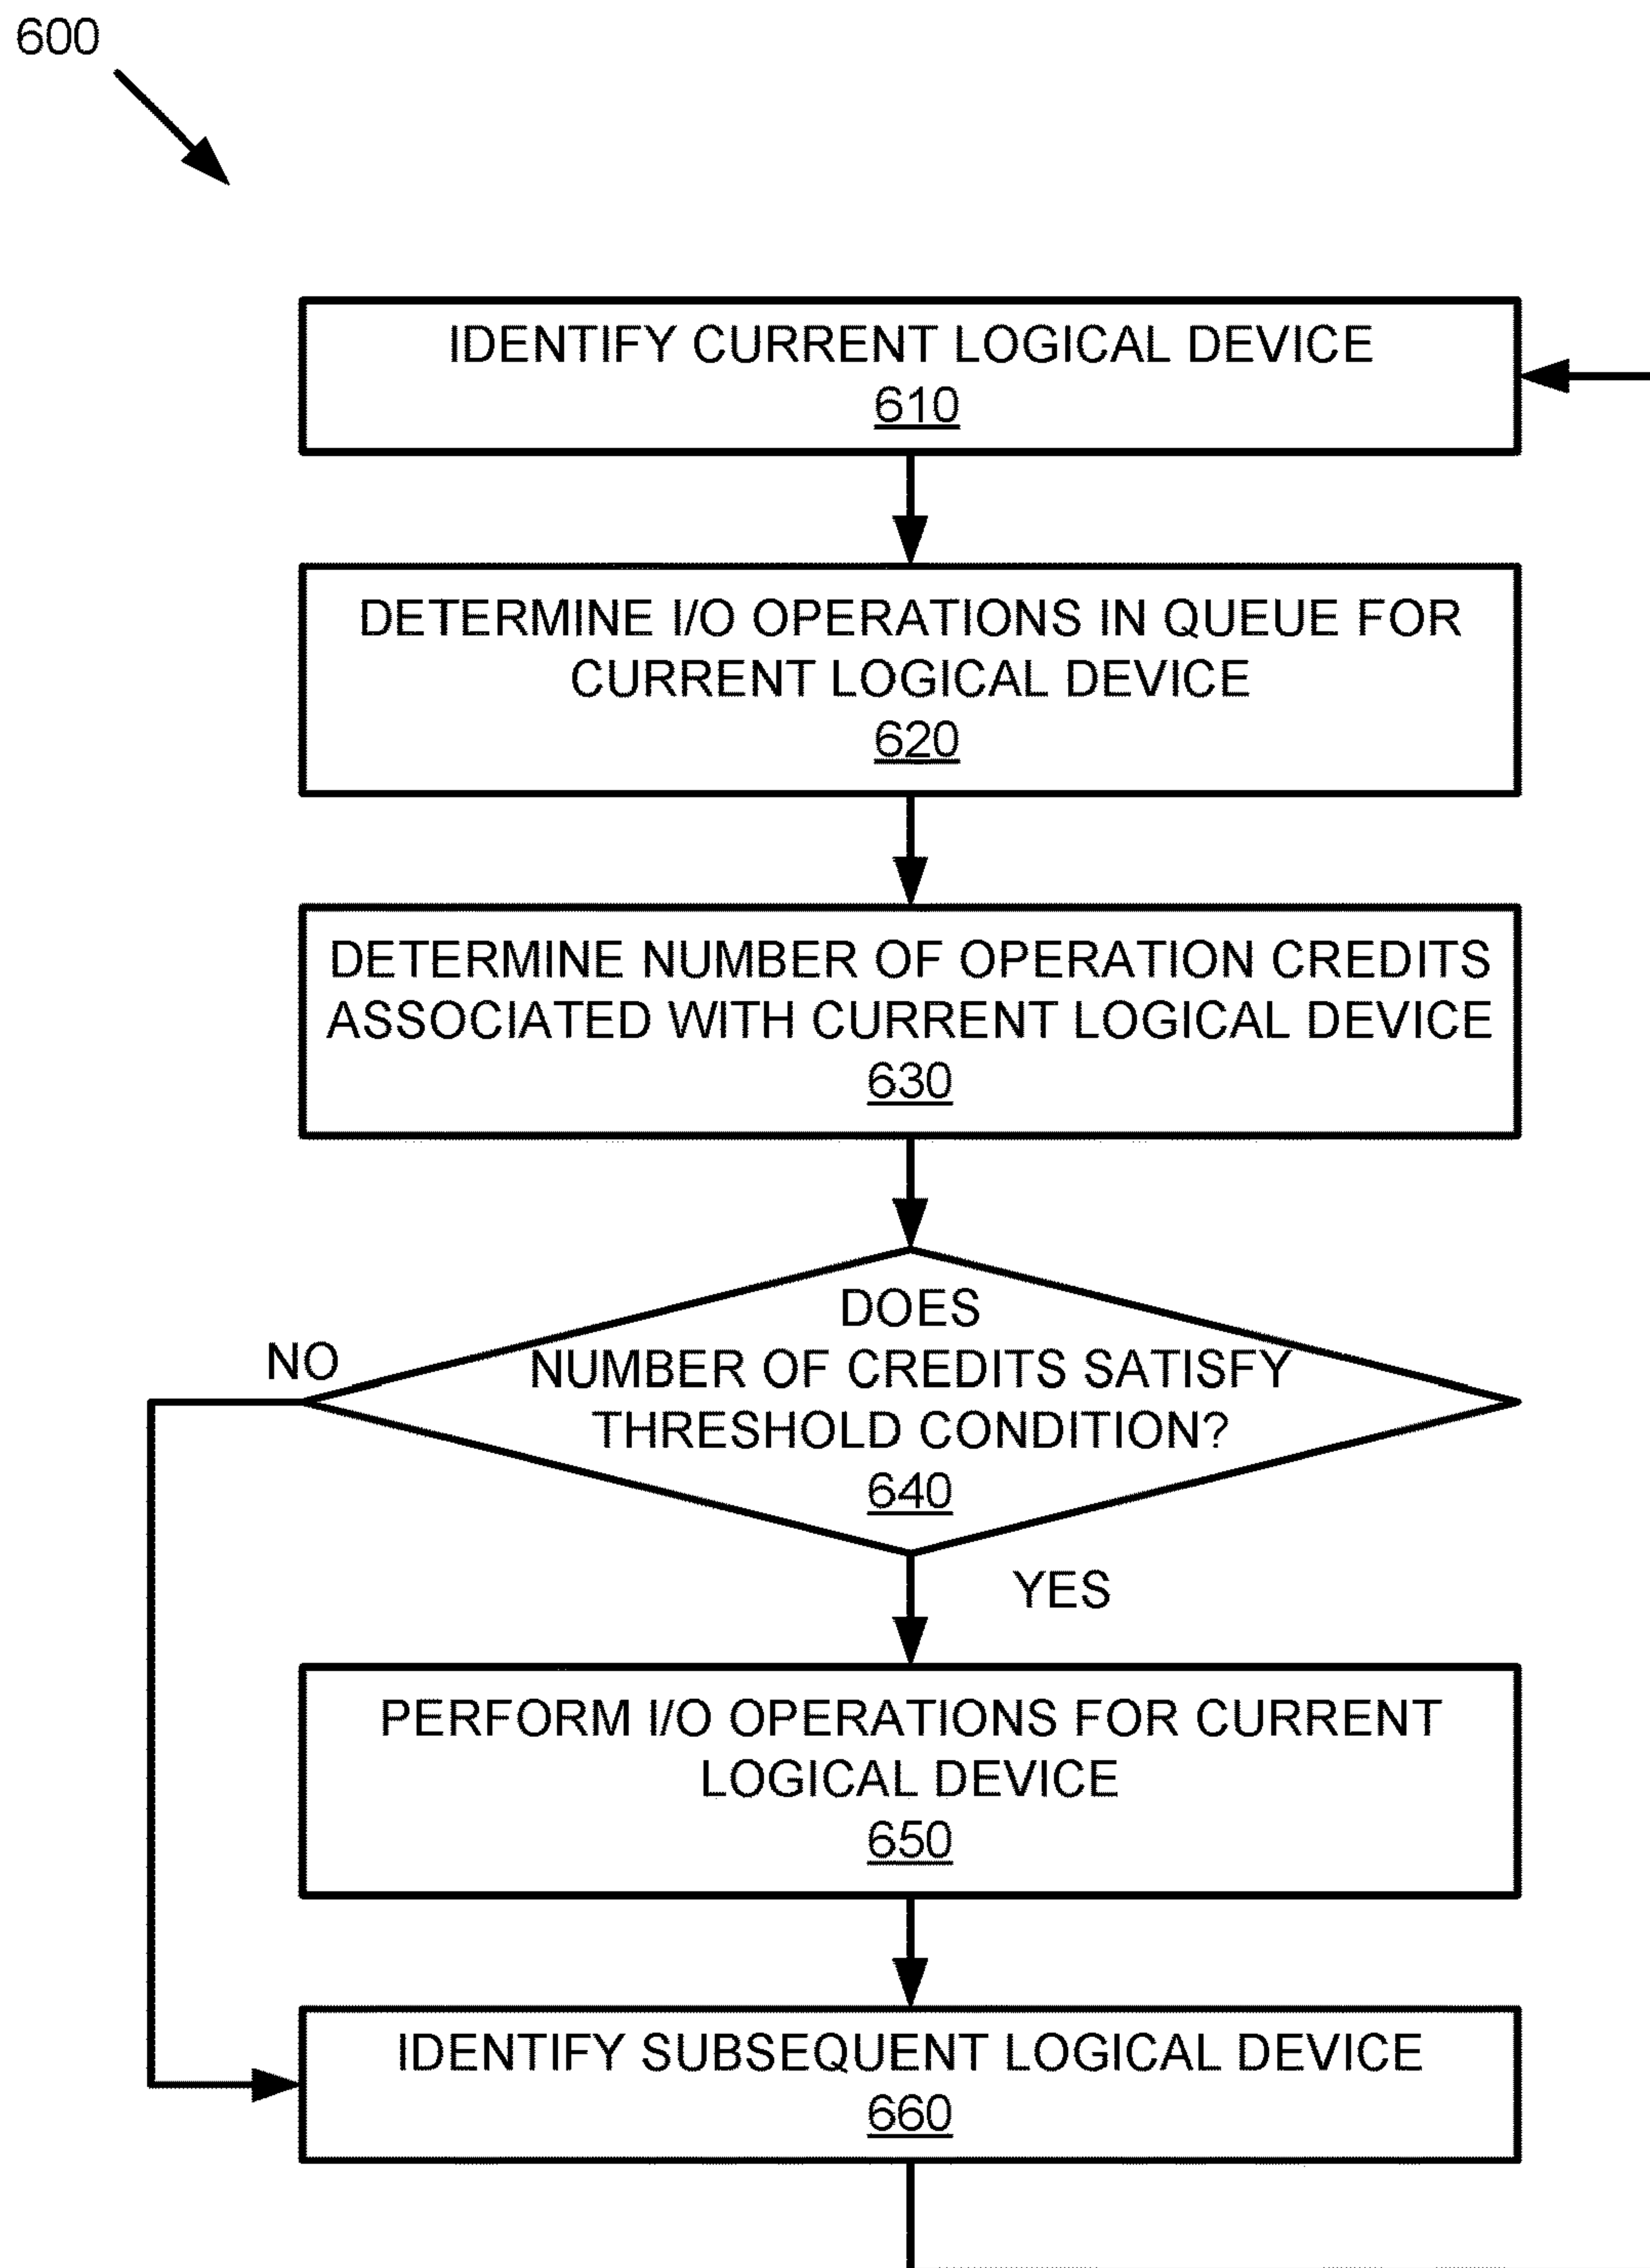 600
IDENTIFY CURRENT LOGICAL DEVICE
610
DETERMINE I/O OPERATIONS IN QUEUE FOR
CURRENT LOGICAL DEVICE
620
DETERMINE NUMBER OF OPERATION CREDITS
ASSOCIATED WITH CURRENT LOGICAL DEVICE
630
DOES
NUMBER OF CREDITS SATISFY
THRESHOLD CONDITION?
640
NO
YES
PERFORM I/O OPERATIONS FOR CURRENT
LOGICAL DEVICE
650
IDENTIFY SUBSEQUENT LOGICAL DEVICE
660